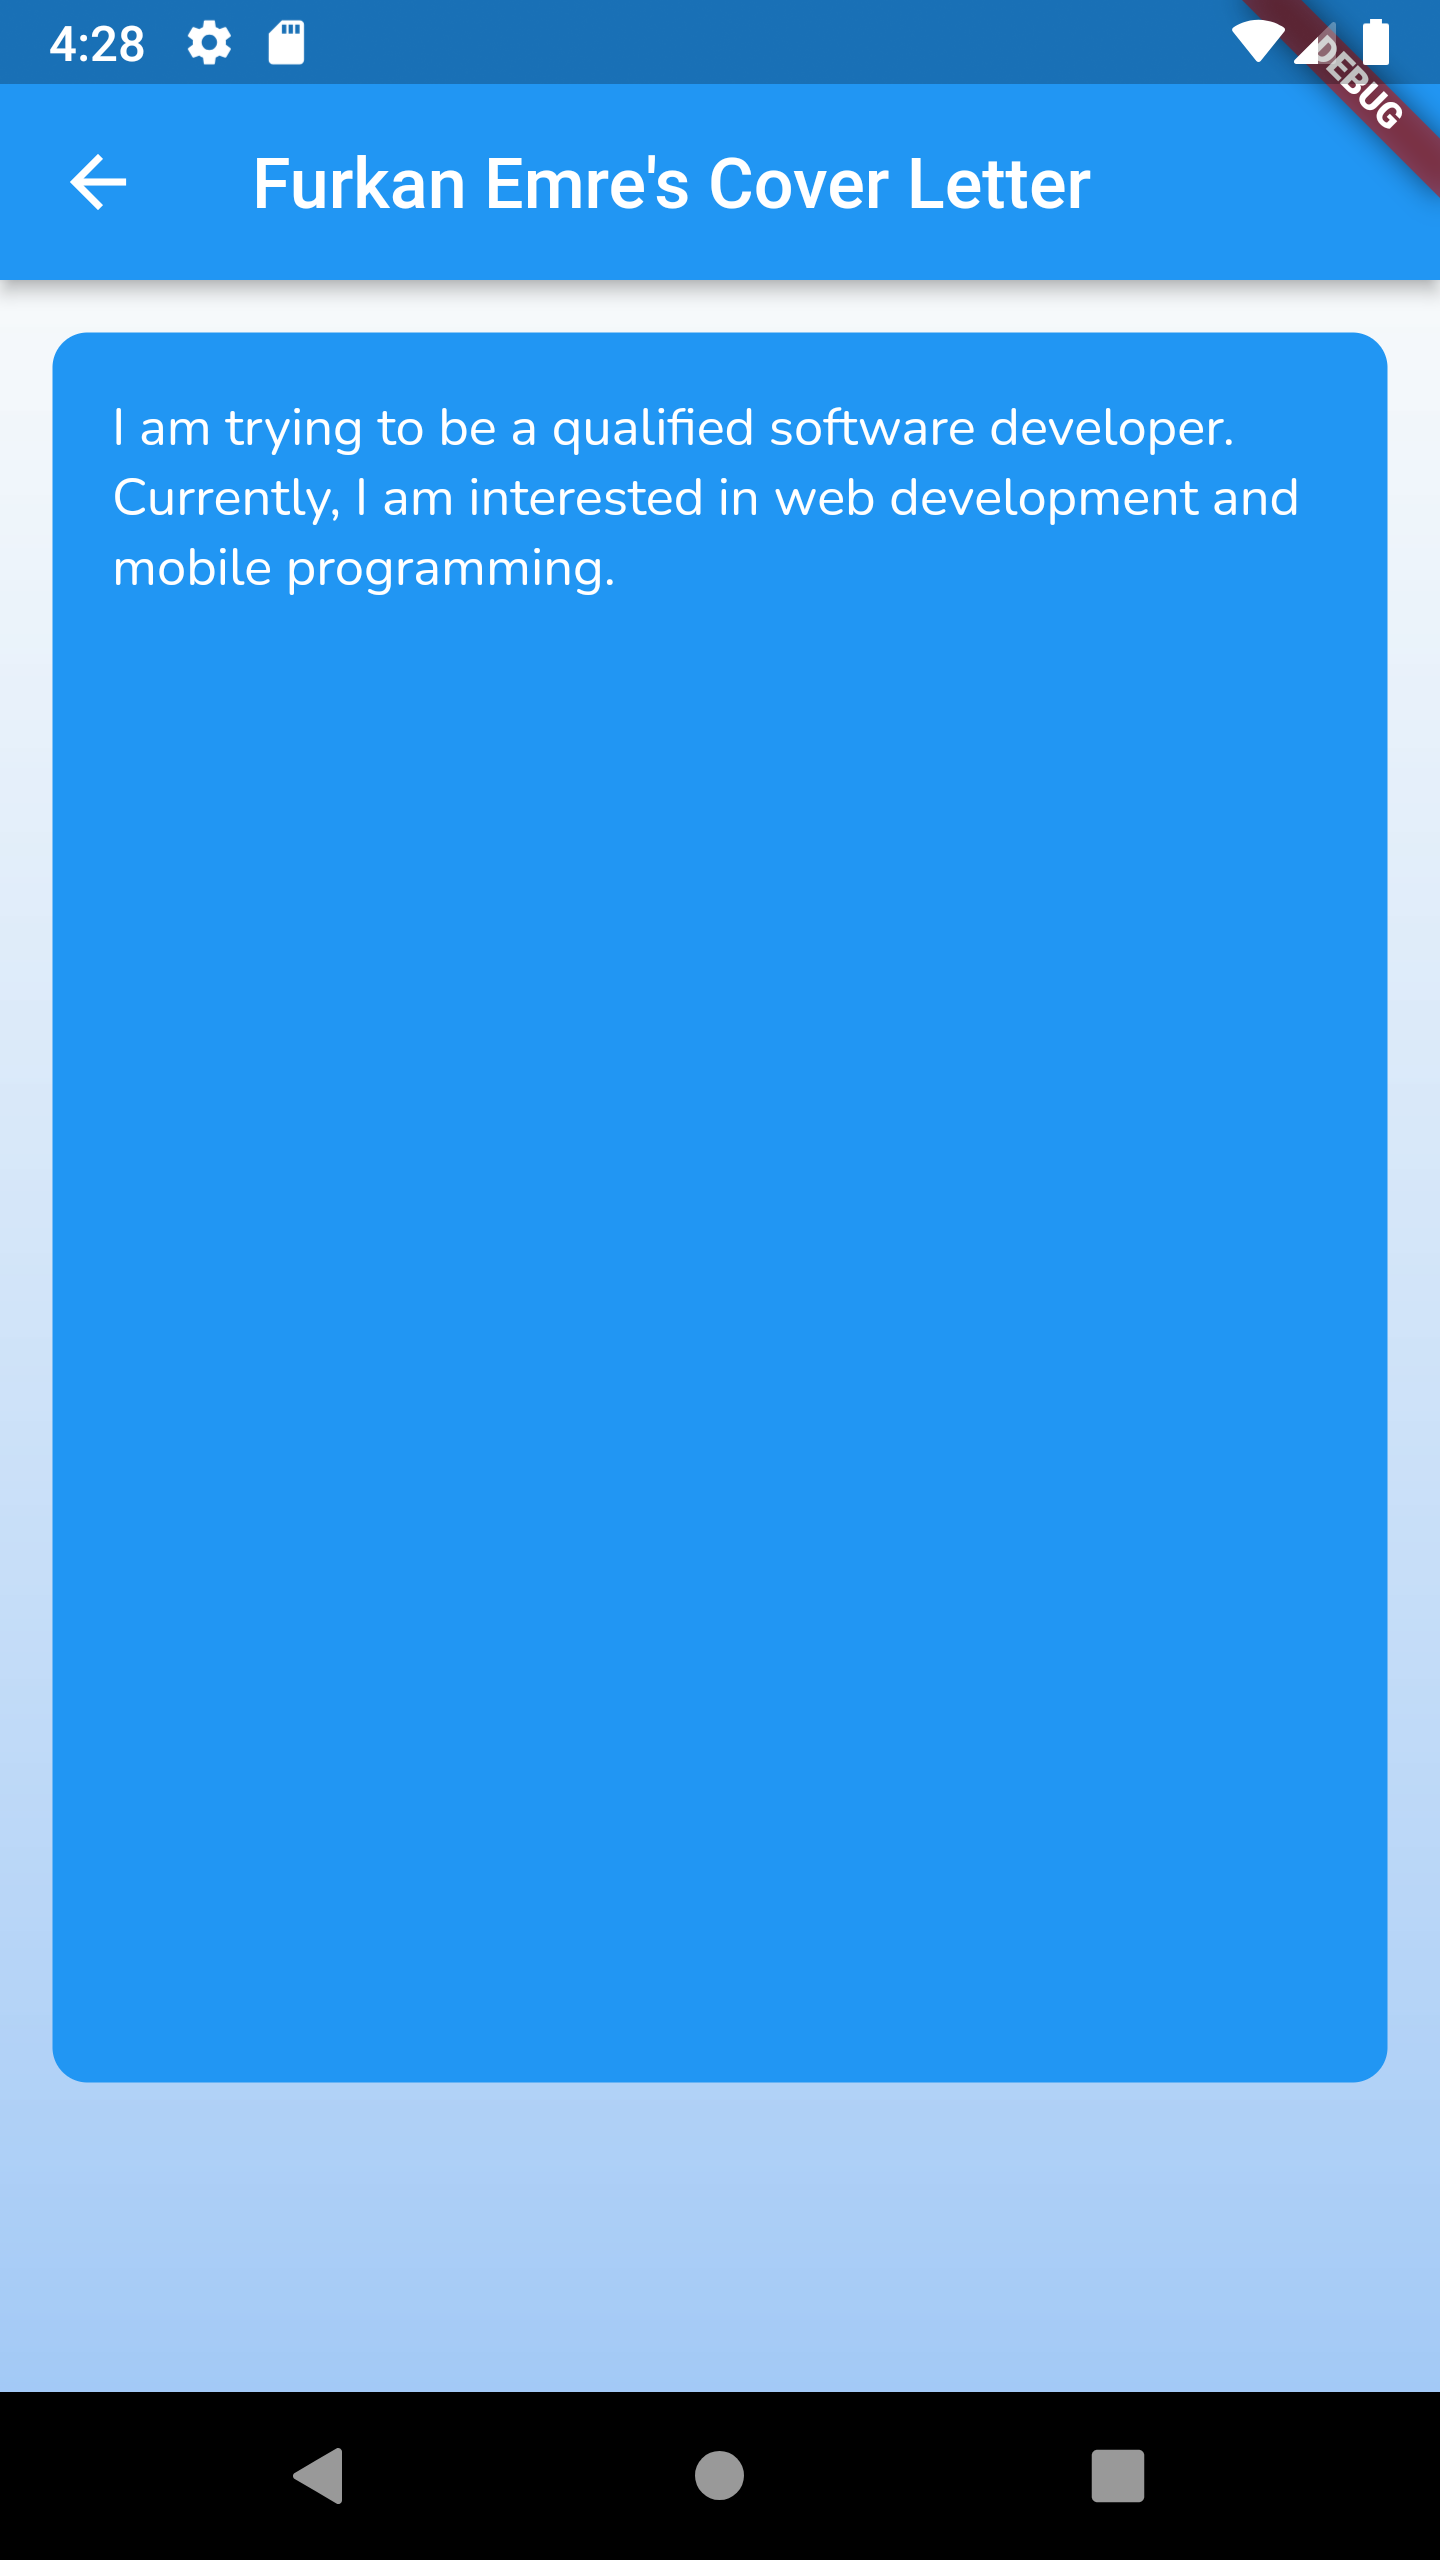 4:28
DEBUG
Furkan Emre's Cover Letter
I am trying to be a qualified software developer.
Currently, I am interested in web development and
mobile programming.